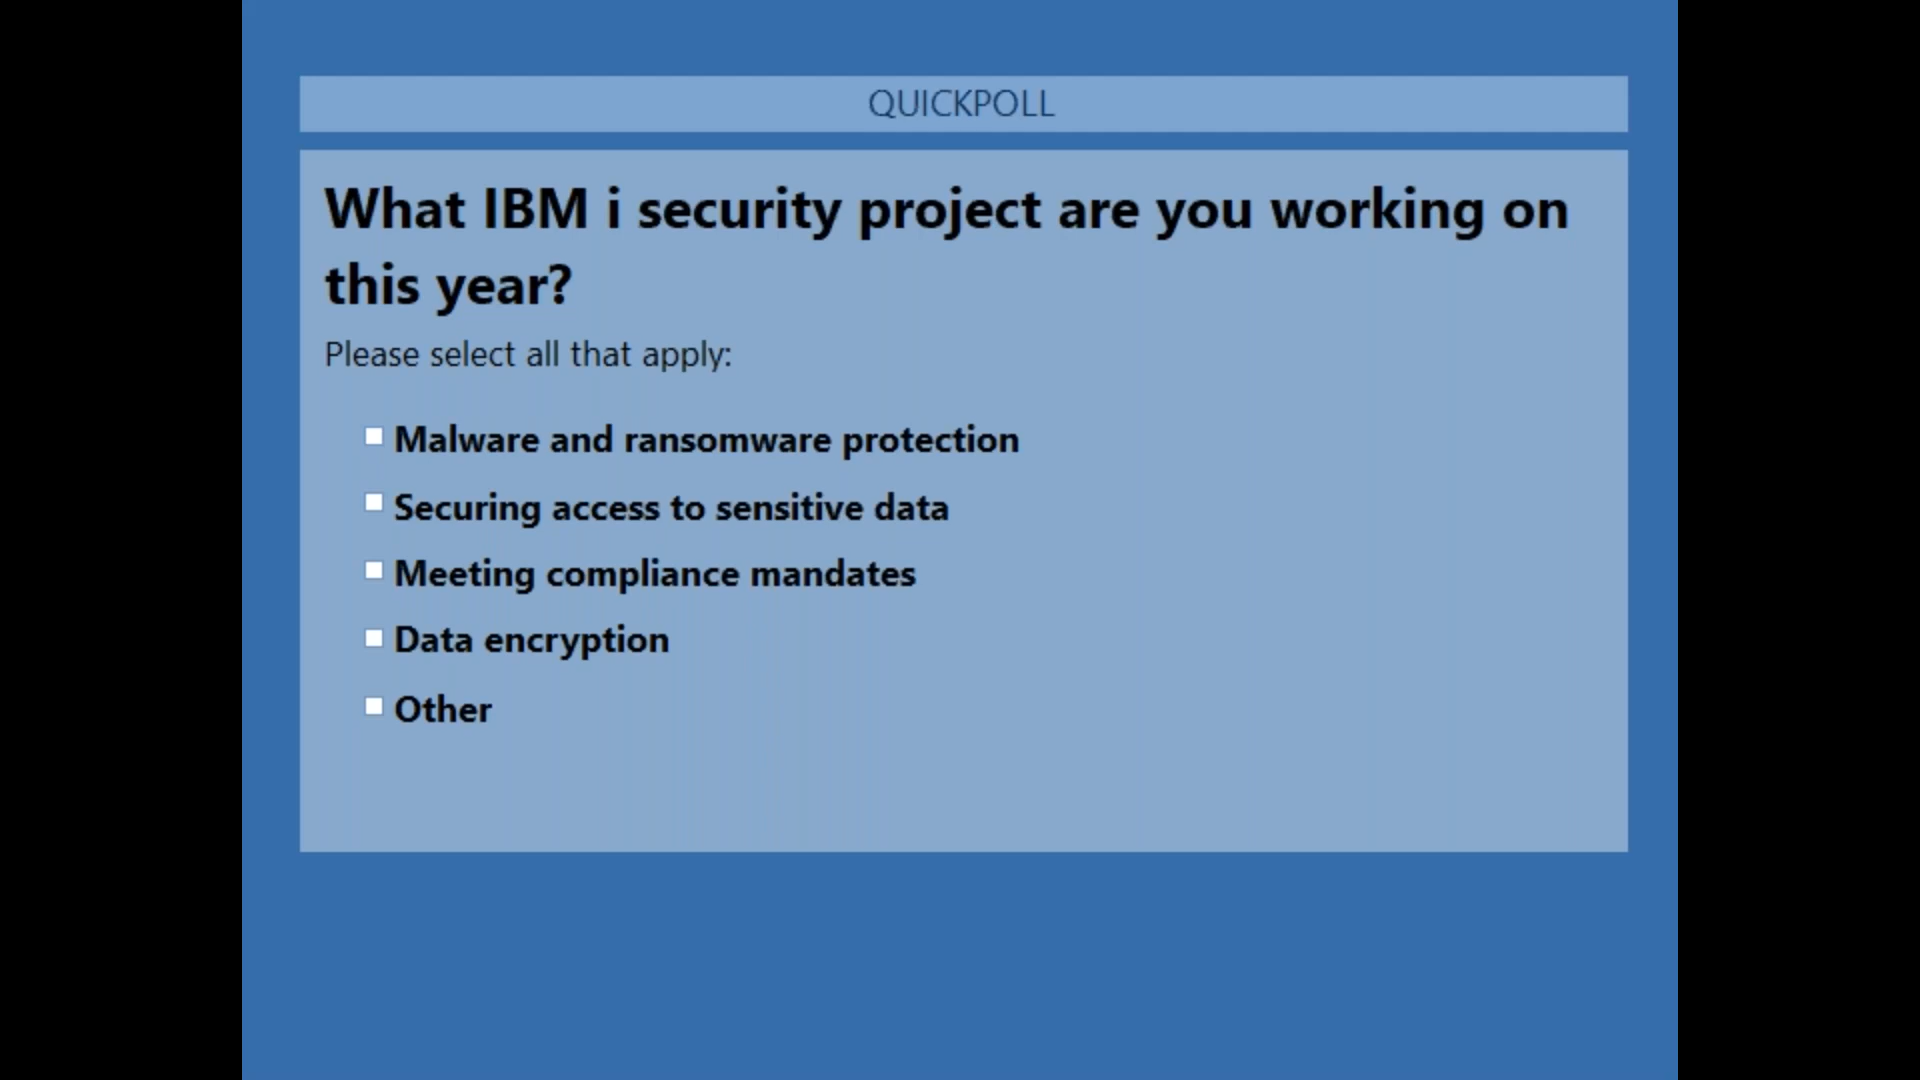 QUICKPOLL
What IBM i security project are you working on
this year?
Please select all that apply:
Malware and ransomware protection
Securing access to sensitive data
Meeting compliance mandates
Data encryption
Other